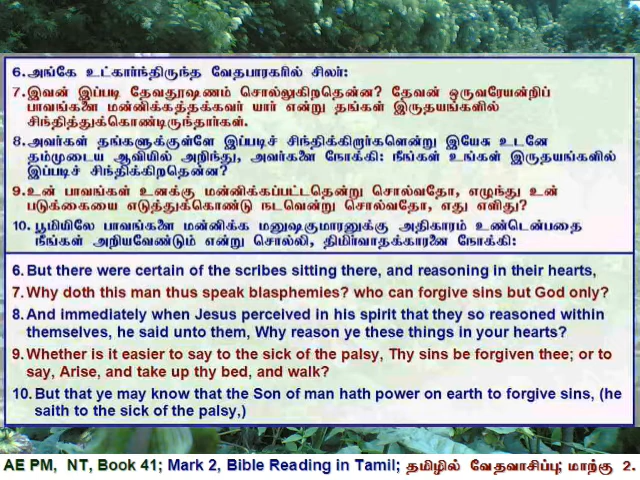 6. அங்கே உட்கார்ந்திருந்த வேதபாரகரில் சிலர்:
7. இவன் இப்படி தேவதூஷணம் சொல்லுகிறதென்ன? தேவன் ஒருவரேயன்றிப்
பாவங்களை மன்னிக்கத்தக்கவர் யார் என்று தங்கள் இருதயங்களில்
சிந்தித்துக்கொண்டிருந்தார்கள்.
8. அவர்கள் தங்களுக்குள்ளே இப்படிச் சிந்திக்கிறார்களென்று இயேசு உடனே
தம்முடைய ஆவியில் அறிந்து, அவர்களை நோக்கி: நீங்கள் உங்கள் இருதயங்களில்
இப்படிச் சிந்திக்கிறதென்ன?
9. உன் பாவங்கள் உனக்கு மன்னிக்கப்பட்டதென்று சொல்வதோ, எழுந்து உன்
படுக்கையை எடுத்துக்கொண்டு நடவென்று சொல்வதோ, எது எளிது?
10. பூமியிலே பாவங்களை மன்னிக்க மனுஷகுமாரனுக்கு அதிகாரம் உண்டென்பதை
நீங்கள் அறியவேண்டும் என்று சொல்லி, திமிர்வாதக்காரனை நோக்கி:
6. But there were certain of the scribes sitting there, and reasoning in their hearts,
7. Why doth this man thus speak blasphemies? who can forgive sins but God only?
8. And immediately when Jesus perceived in his spirit that they so reasoned within
themselves, he said unto them, Why reason ye these things in your hearts?
9. Whether is it easier to say to the sick of the palsy, Thy sins be forgiven thee; or to
say, Arise, and take up thy bed, and walk?
10. But that ye may know that the Son of man hath power on earth to forgive sins, (he
saith to the sick of the palsy,)
AE PM, NT, Book 41; Mark 2, Bible Reading in Tamil; தமிழில் வேதவாசிப்பு; மாற்கு 2.